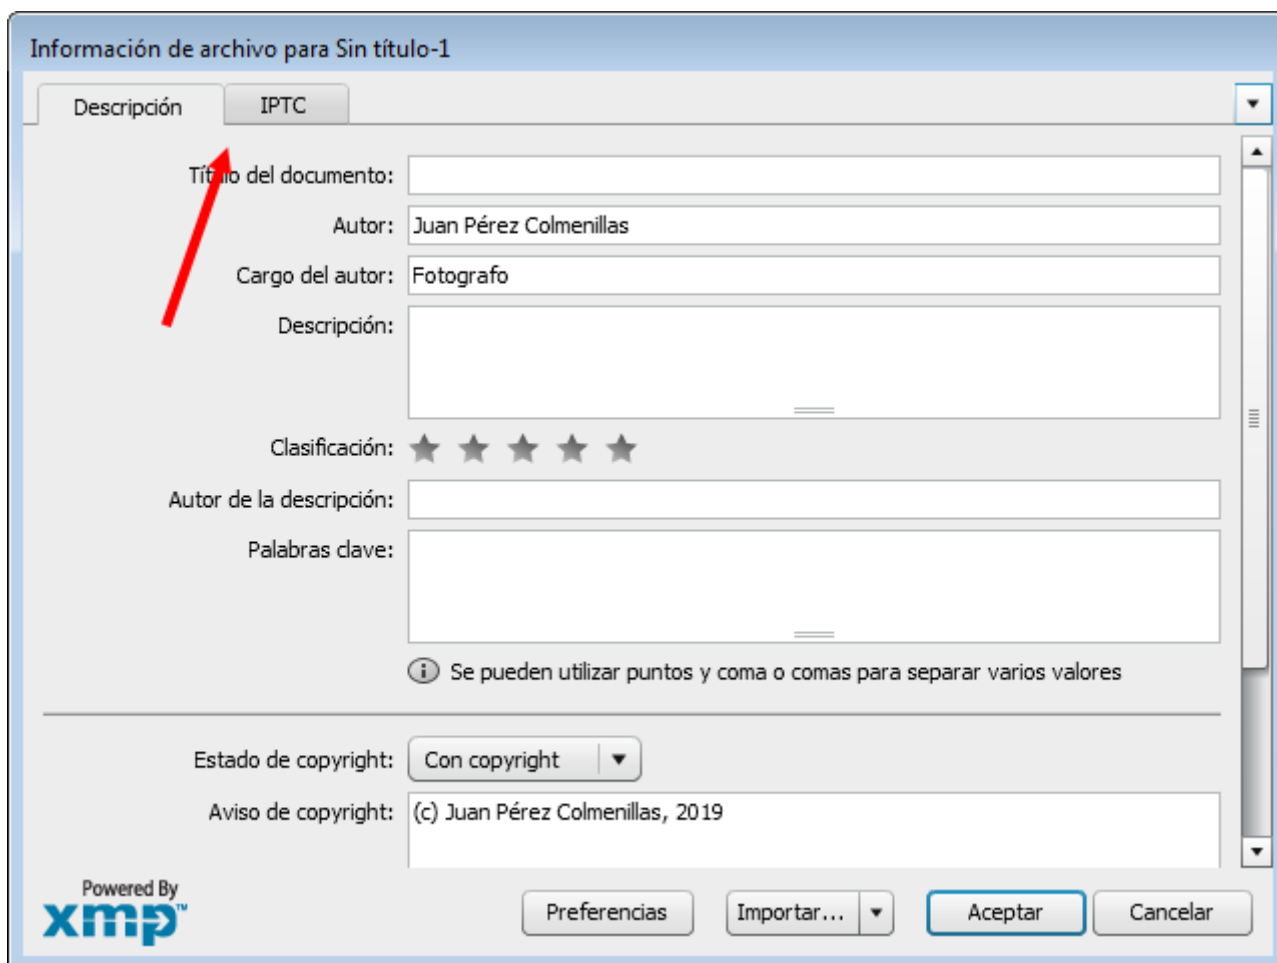 Información de archivo para Sin título-1
Descripción
IPTC
Título del documento:
Autor: Juan Pérez Colmenillas
Cargo del autor: Fotografo
Descripción:
Clasificación:
Autor de la descripción:
Palabras clave:
Se pueden utilizar puntos y coma o comas para separar varios valores
Estado de copyright: Con copyright
Aviso de copyright: (c) Juan Pérez Colmenillas, 2019
Powered By
xmp™
Preferencias
Importar...
Aceptar
Cancelar